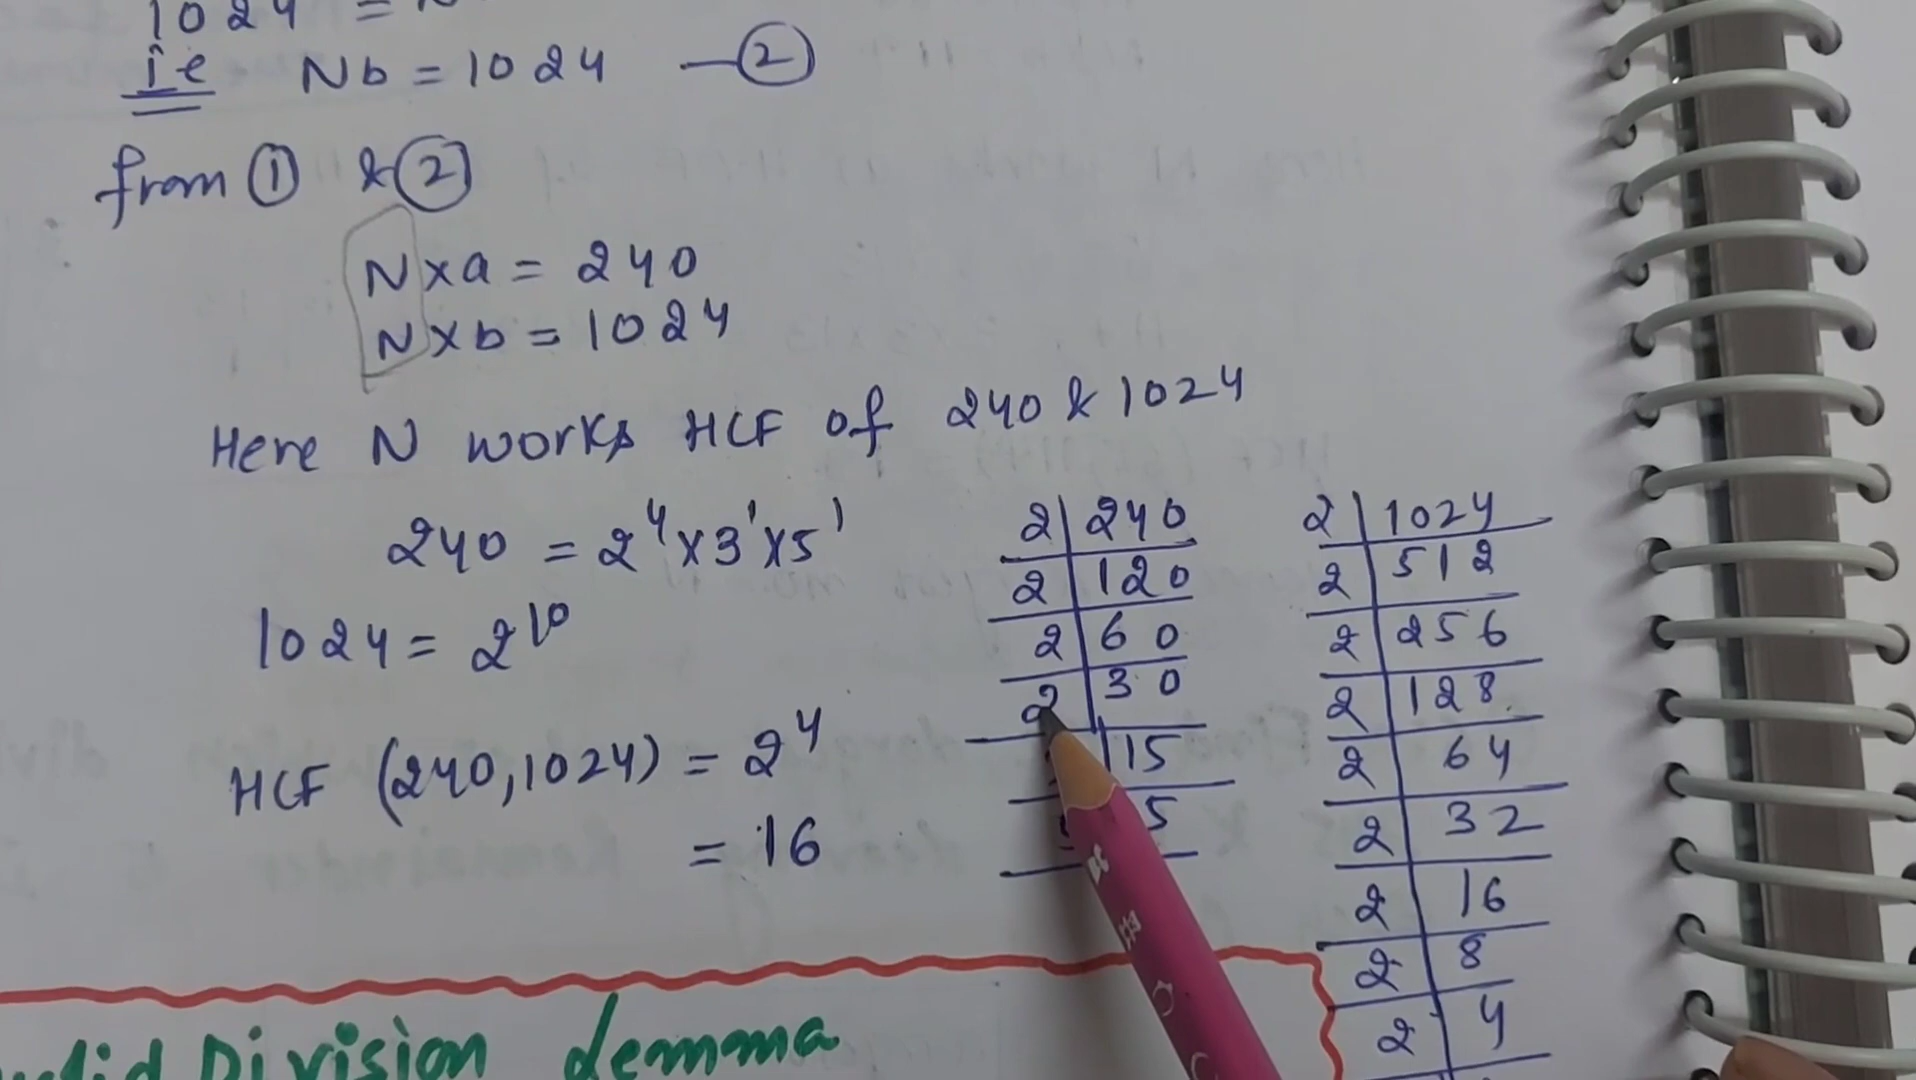 1024 =
ie Nb = 1024 —②
from ① & ②
N×a = 240
N×b = 1024
Here N works HCF of 240 & 1024
240 = 2⁴×3¹×5¹
1024 = 2¹⁰
HCF (240,1024) = 2⁴
= 16
2 | 240
2 | 120
2 | 60
2 | 30
15
5
2 | 1024
2 | 512
2 | 256
2 | 128
2 | 64
2 | 32
2 | 16
2 | 8
2 | 4
Division Lemma